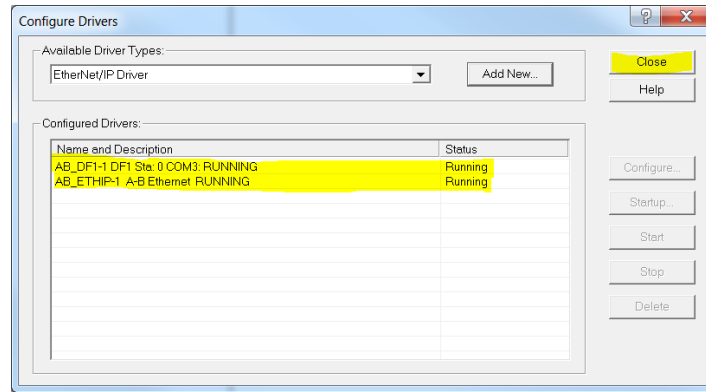 Configure Drivers
? X
Available Driver Types:
EtherNet/IP Driver
Add New...
Close
Help
Configured Drivers:
Name and Description Status
AB_DF1-1 DF1 Sta: 0 COM3: RUNNING Running
AB_ETHIP-1 A-B Ethernet RUNNING Running
Configure...
Startup...
Start
Stop
Delete